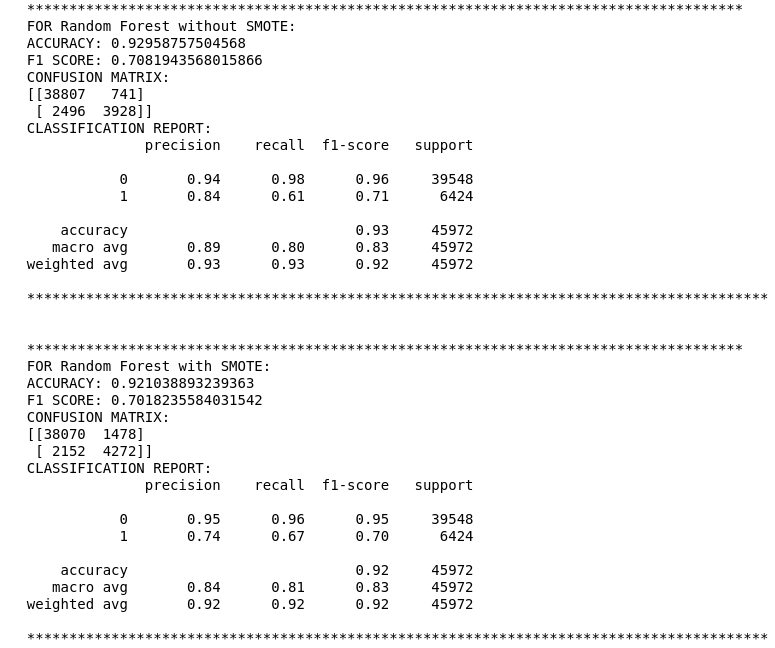 *************************************************************************************
FOR Random Forest without SMOTE:
ACCURACY: 0.92958757504568
F1 SCORE: 0.7081943568015866
CONFUSION MATRIX:
[[38807   741]
 [ 2496  3928]]
CLASSIFICATION REPORT:
              precision    recall  f1-score   support

           0       0.94      0.98      0.96     39548
           1       0.84      0.61      0.71      6424

    accuracy                           0.93     45972
   macro avg       0.89      0.80      0.83     45972
weighted avg       0.93      0.93      0.92     45972

****************************************************************************************
*************************************************************************************
FOR Random Forest with SMOTE:
ACCURACY: 0.921038893239363
F1 SCORE: 0.7018235584031542
CONFUSION MATRIX:
[[38070  1478]
 [ 2152  4272]]
CLASSIFICATION REPORT:
              precision    recall  f1-score   support

           0       0.95      0.96      0.95     39548
           1       0.74      0.67      0.70      6424

    accuracy                           0.92     45972
   macro avg       0.84      0.81      0.83     45972
weighted avg       0.92      0.92      0.92     45972

****************************************************************************************